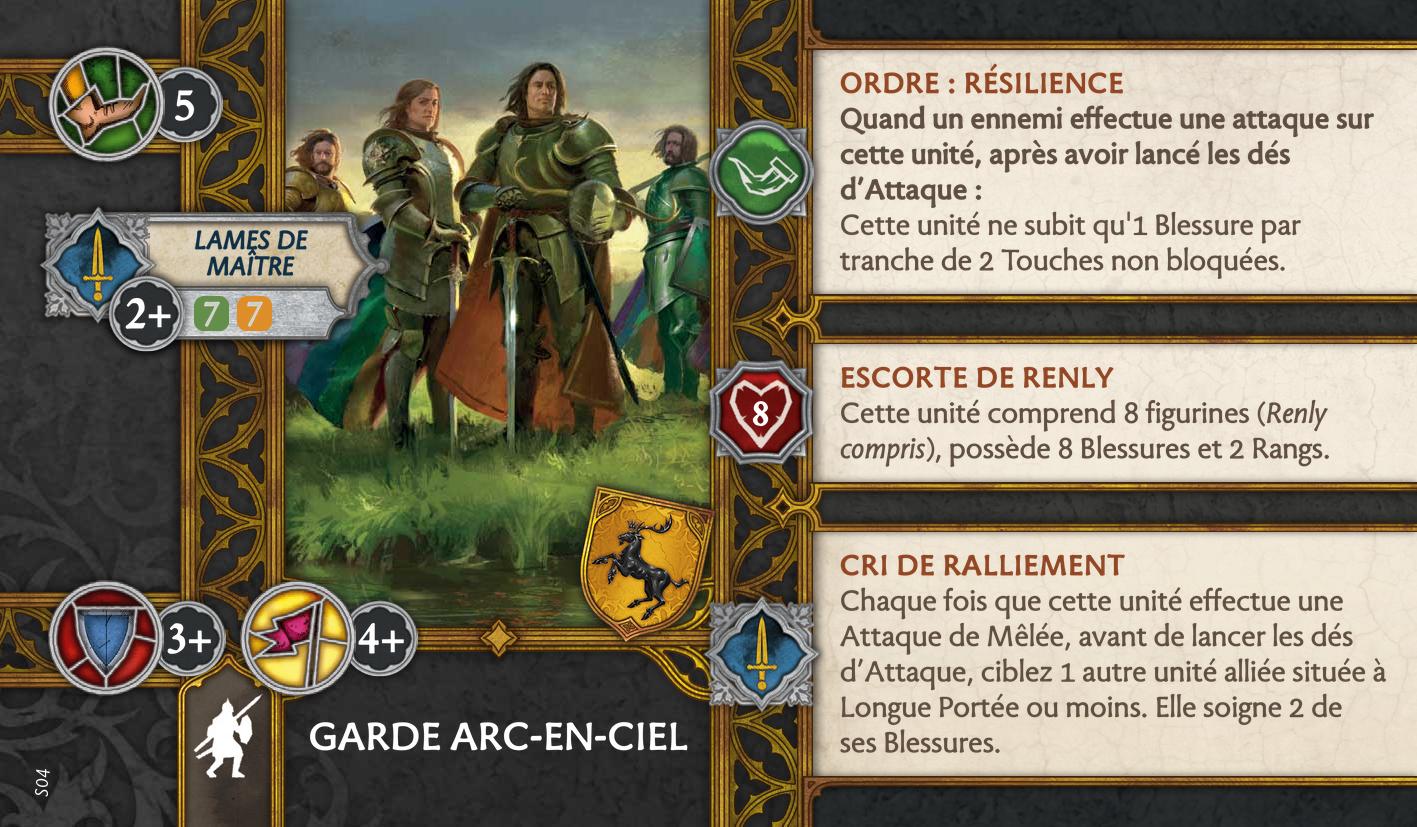 5
LAMES DE
MAÎTRE
2+ 7 7
3+ 4+
GARDE ARC-EN-CIEL
S04
ORDRE : RÉSILIENCE
Quand un ennemi effectue une attaque sur
cette unité, après avoir lancé les dés
d’Attaque :
Cette unité ne subit qu'1 Blessure par
tranche de 2 Touches non bloquées.
8
ESCORTE DE RENLY
Cette unité comprend 8 figurines (Renly
compris), possède 8 Blessures et 2 Rangs.
CRI DE RALLIEMENT
Chaque fois que cette unité effectue une
Attaque de Mêlée, avant de lancer les dés
d’Attaque, ciblez 1 autre unité alliée située à
Longue Portée ou moins. Elle soigne 2 de
ses Blessures.